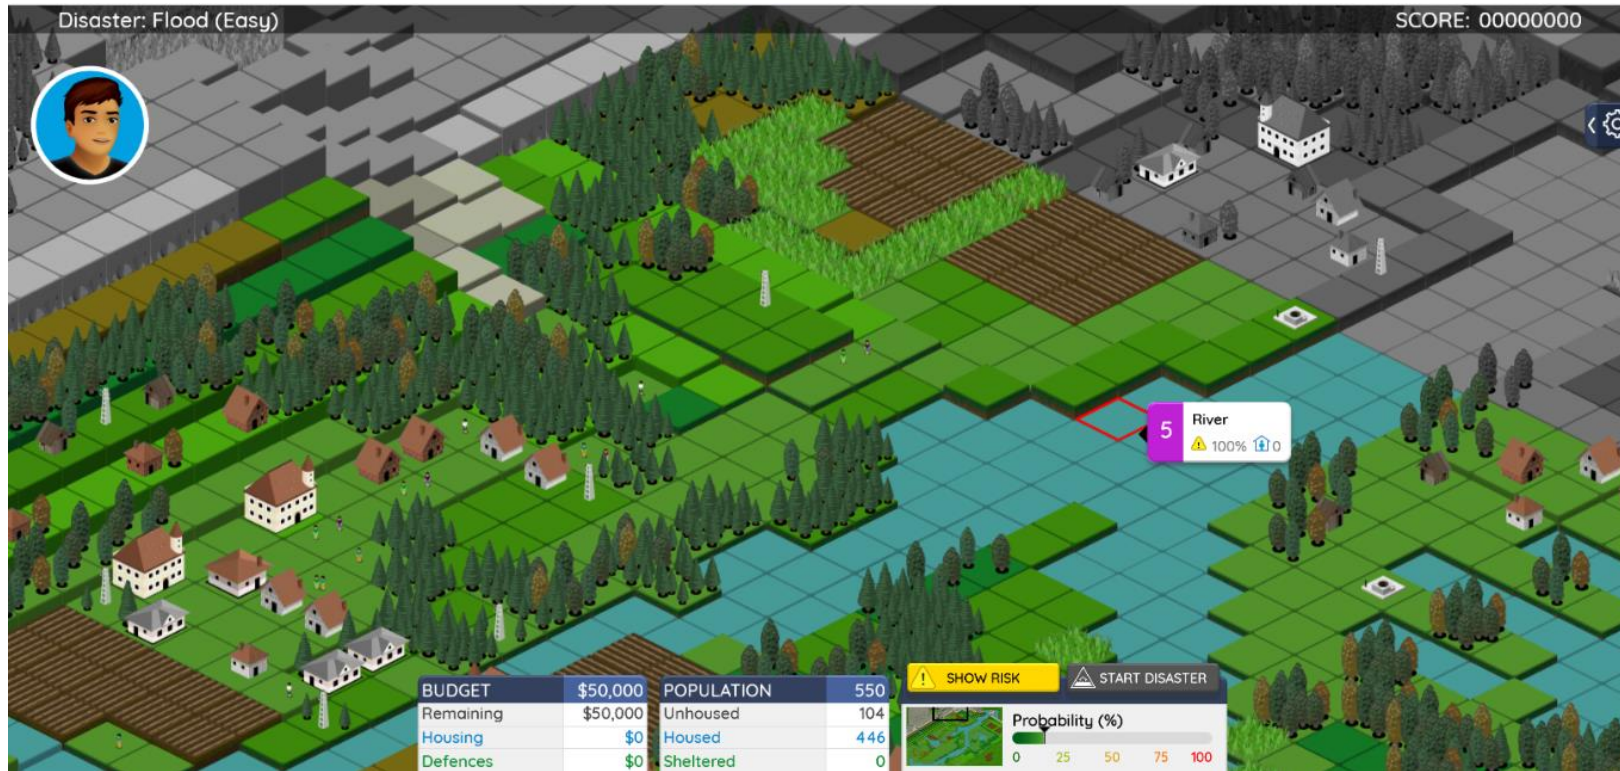 Disaster: Flood (Easy)
SCORE: 00000000
5
River
100% 0
SHOW RISK
START DISASTER
BUDGET $50,000
Remaining $50,000
Housing $0
Defences $0
POPULATION 550
Unhoused 104
Housed 446
Sheltered 0
Probability (%)
0 25 50 75 100